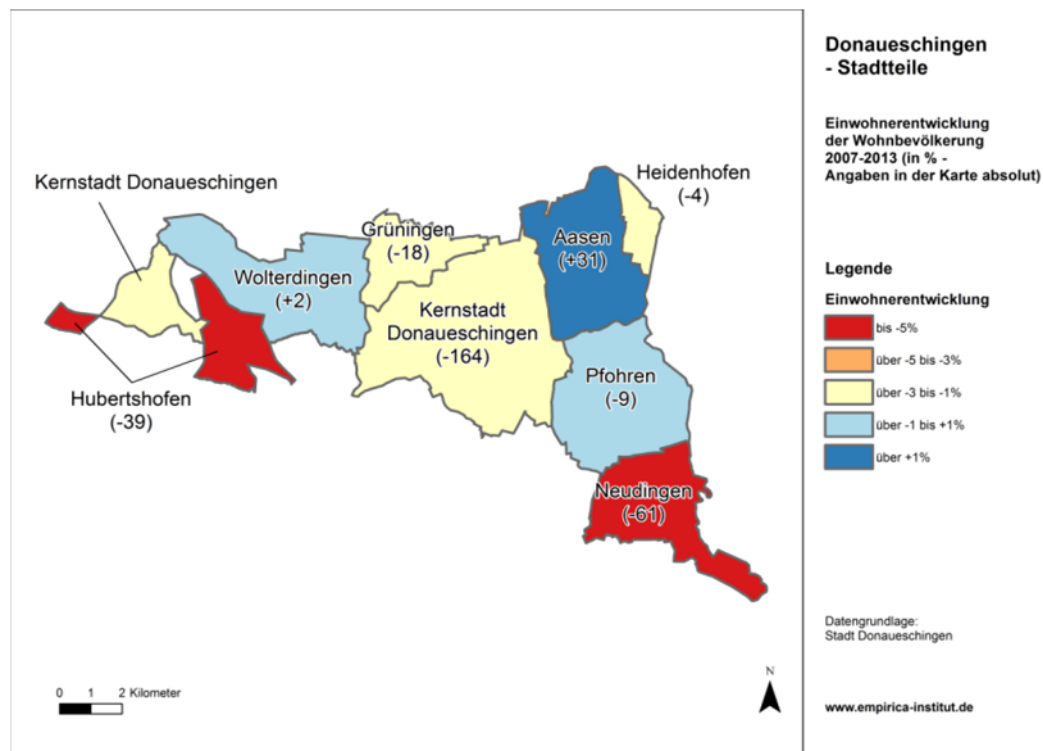 Donaueschingen
- Stadtteile
Einwohnerentwicklung
der Wohnbevölkerung
2007-2013 (in % -
Angaben in der Karte absolut)
Kernstadt Donaueschingen
Heidenhofen
(-4)
Grüningen
(-18)
Aasen
(+31)
Wolterdingen
(+2)
Kernstadt
Donaueschingen
(-164)
Pfohren
(-9)
Hubertshofen
(-39)
Neudingen
(-61)
Legende
Einwohnerentwicklung
bis -5%
über -5 bis -3%
über -3 bis -1%
über -1 bis +1%
über +1%
Datengrundlage:
Stadt Donaueschingen
www.empirica-institut.de
0 1 2 Kilometer
N